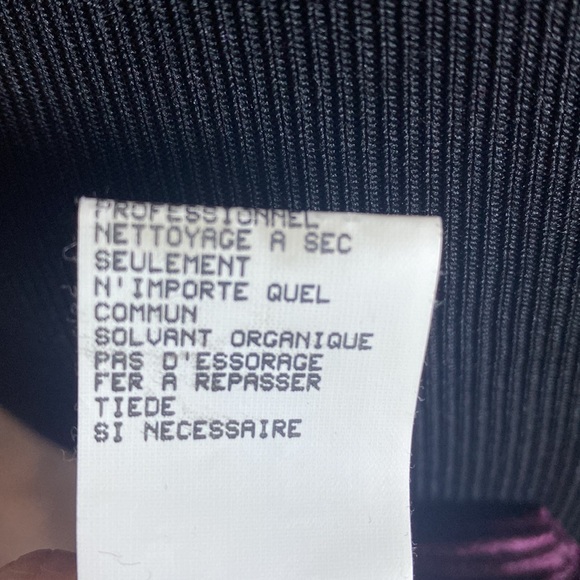 PROFESSIONNEL
NETTOYAGE A SEC
SEULEMENT
N'IMPORTE QUEL
COMMUN
SOLVANT ORGANIQUE
PAS D'ESSORAGE
FER A REPASSER
TIEDE
SI NECESSAIRE